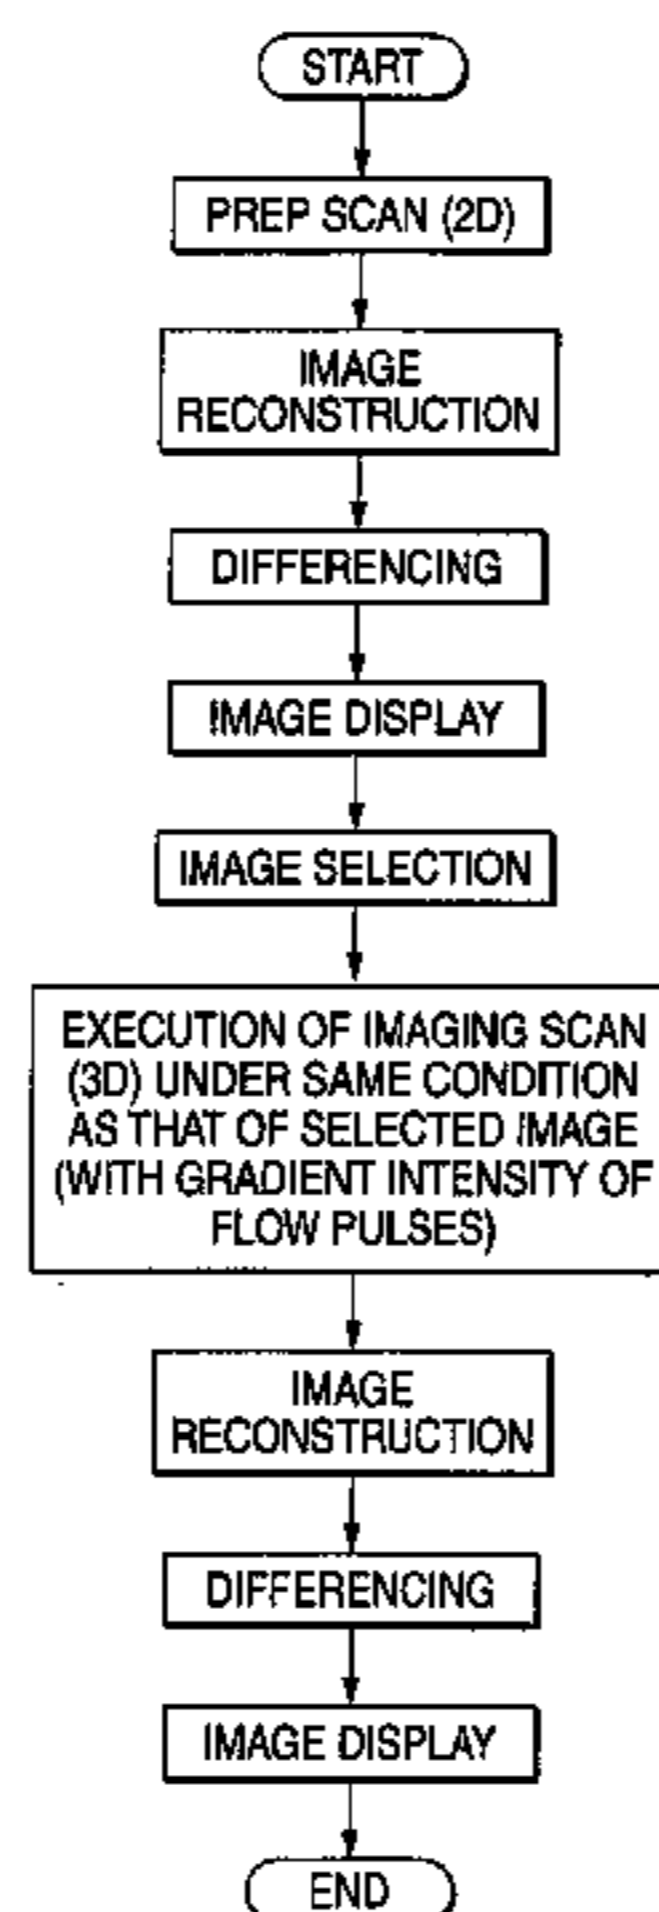 START
PREP SCAN (2D)
IMAGE
RECONSTRUCTION
DIFFERENCING
IMAGE DISPLAY
IMAGE SELECTION
EXECUTION OF IMAGING SCAN
(3D) UNDER SAME CONDITION
AS THAT OF SELECTED IMAGE
(WITH GRADIENT INTENSITY OF
FLOW PULSES)
IMAGE
RECONSTRUCTION
DIFFERENCING
IMAGE DISPLAY
END